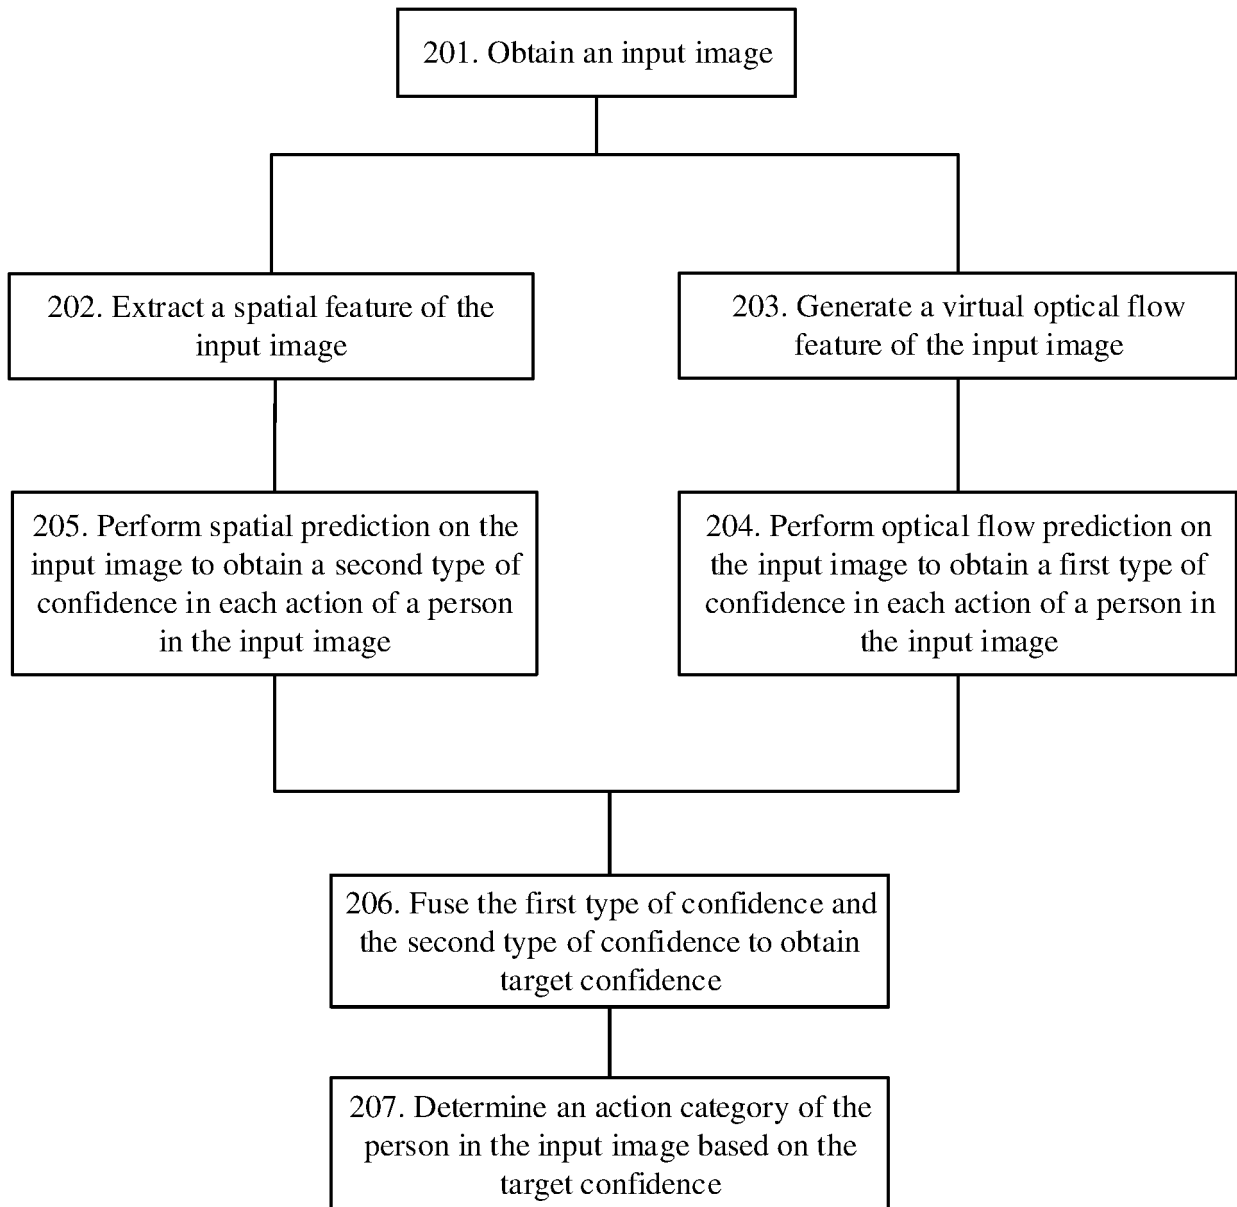 201. Obtain an input image
202. Extract a spatial feature of the
input image
203. Generate a virtual optical flow
feature of the input image
205. Perform spatial prediction on the
input image to obtain a second type of
confidence in each action of a person
in the input image
204. Perform optical flow prediction on
the input image to obtain a first type of
confidence in each action of a person in
the input image
206. Fuse the first type of confidence and
the second type of confidence to obtain
target confidence
207. Determine an action category of the
person in the input image based on the
target confidence